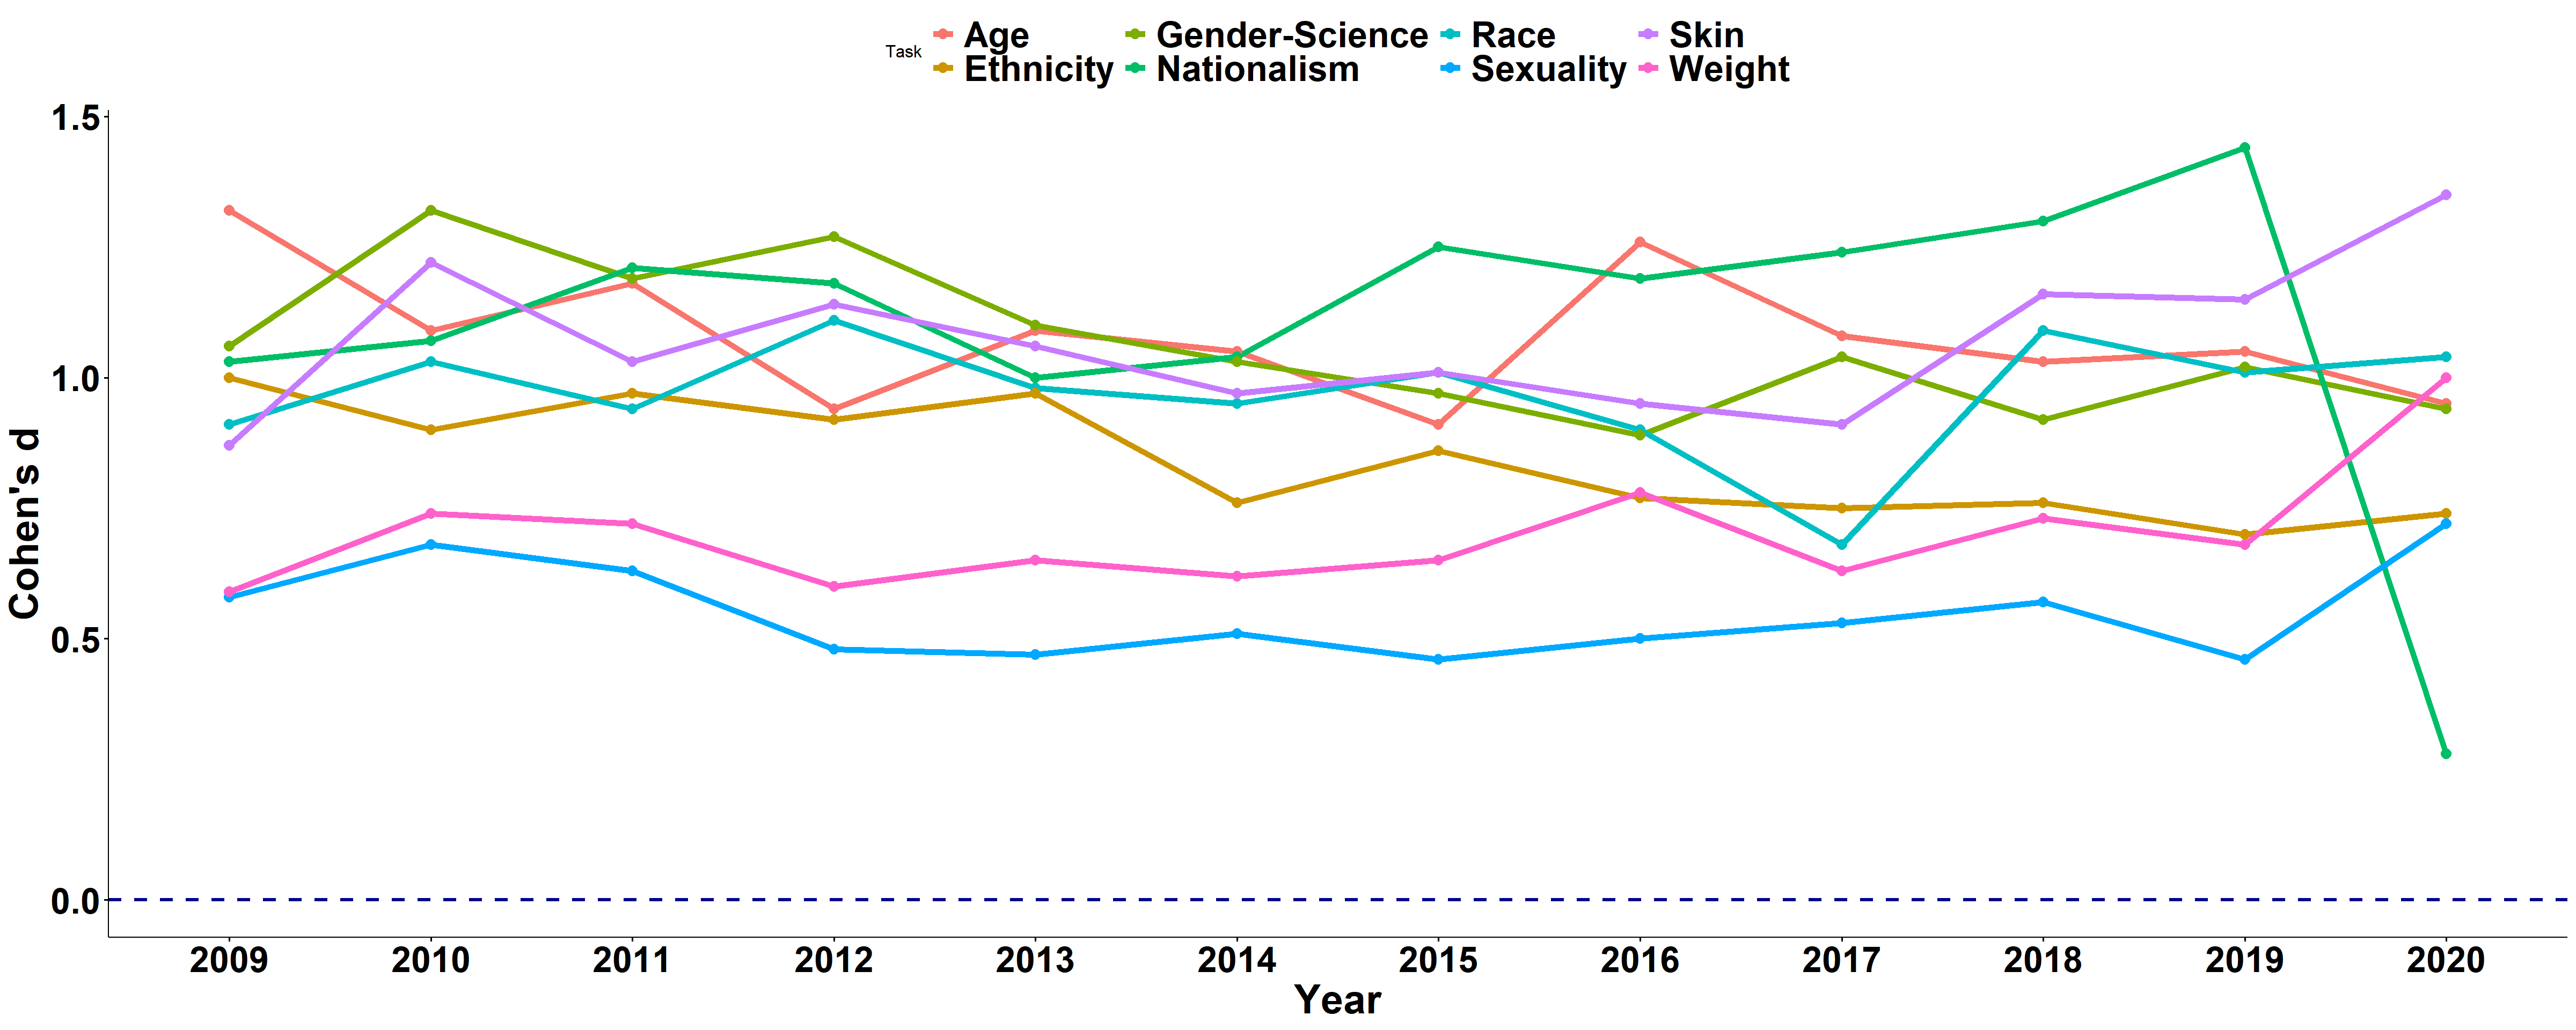 Task Age Gender-Science Race Skin
Ethnicity Nationalism Sexuality Weight
1.5
1.0
0.5
0.0
Cohen's d
2009 2010 2011 2012 2013 2014 2015 2016 2017 2018 2019 2020
Year